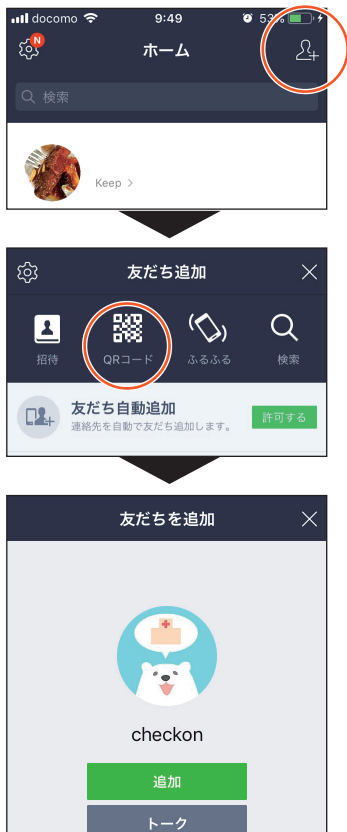 docomo 9:49 53%
N
ホーム
検索
Keep >
友だち追加
招待 QRコード ふるふる 検索
友だち自動追加
連絡先を自動で友だち追加します。
許可する
友だちを追加
checkon
追加
トーク